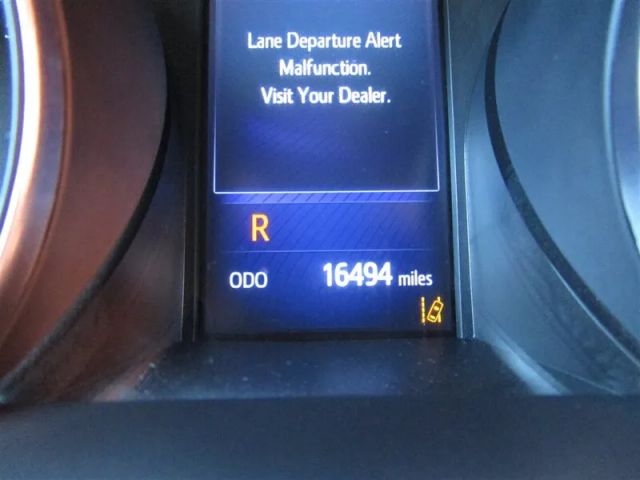 Lane Departure Alert
Malfunction.
Visit Your Dealer.
R
ODO 16494 miles